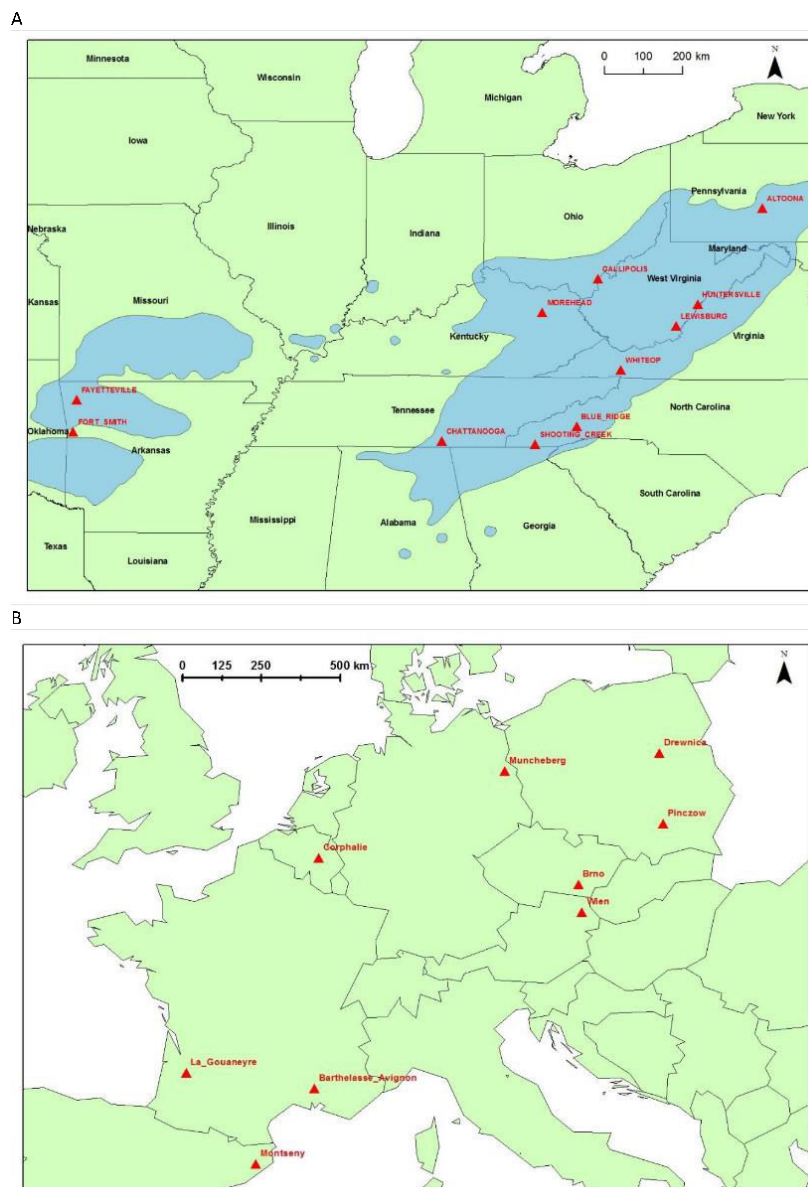 A
0 100 200 km
N
Minnesota
Wisconsin
Michigan
New York
Iowa
Pennsylvania
ALTOONA
Nebraska
Illinois
Indiana
Ohio
Maryland
GALLIPOLIS
West Virginia
Kansas
Missouri
MOREHEAD
HUNTERSVILLE
LEWISBURG
Kentucky
Virginia
WHITEOP
FAYETTEVILLE
Tennessee
North Carolina
BLUE_RIDGE
Oklahoma
FORT_SMITH
CHATTANOOGA
SHOOTING_CREEK
Arkansas
South Carolina
Mississippi
Alabama
Georgia
Texas
Louisiana
B
0 125 250 500 km
N
Drewnica
Muncheberg
Pinczow
Corphalie
Brno
Wien
La_Gouaneyre
Barthelasse_Avignon
Montseny